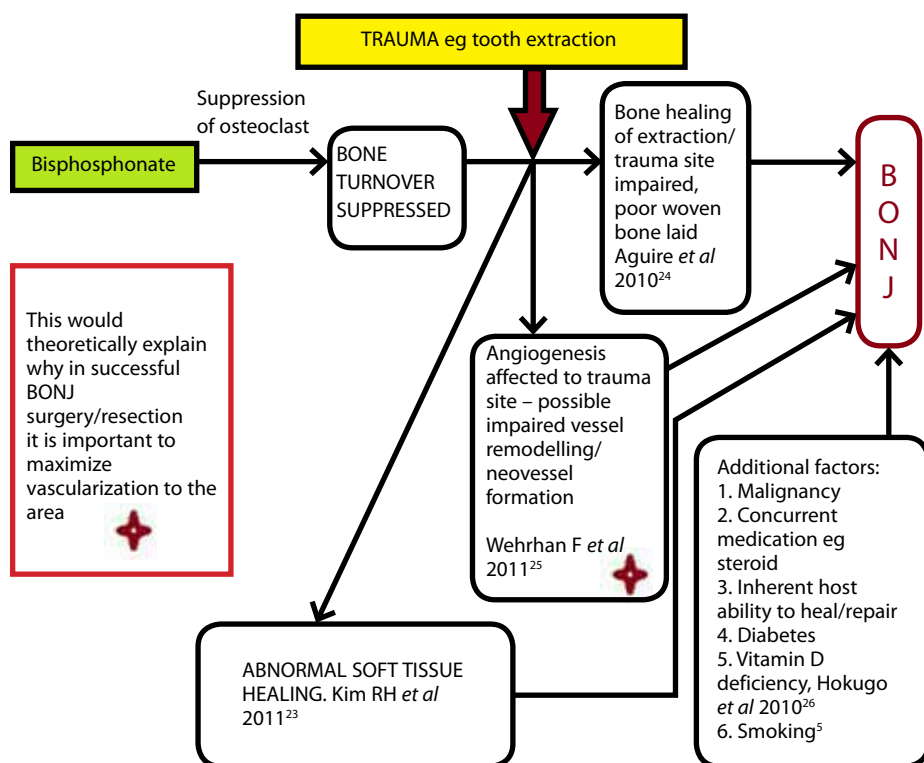 TRAUMA eg tooth extraction
Suppression
of osteoclast
Bisphosphonate
BONE
TURNOVER
SUPPRESSED
Bone healing
of extraction/
trauma site
impaired,
poor woven
bone laid
Aguire et al
2010²⁴
B
O
N
J
This would
theoretically explain
why in successful
BONJ
surgery/resection
it is important to
maximize
vascularization to the
area
Angiogenesis
affected to trauma
site – possible
impaired vessel
remodelling/
neovessel
formation
Wehrhan F et al
2011²⁵
Additional factors:
1. Malignancy
2. Concurrent
medication eg
steroid
3. Inherent host
ability to heal/repair
4. Diabetes
5. Vitamin D
deficiency, Hokugo
et al 2010²⁶
6. Smoking⁵
ABNORMAL SOFT TISSUE
HEALING. Kim RH et al
2011²³